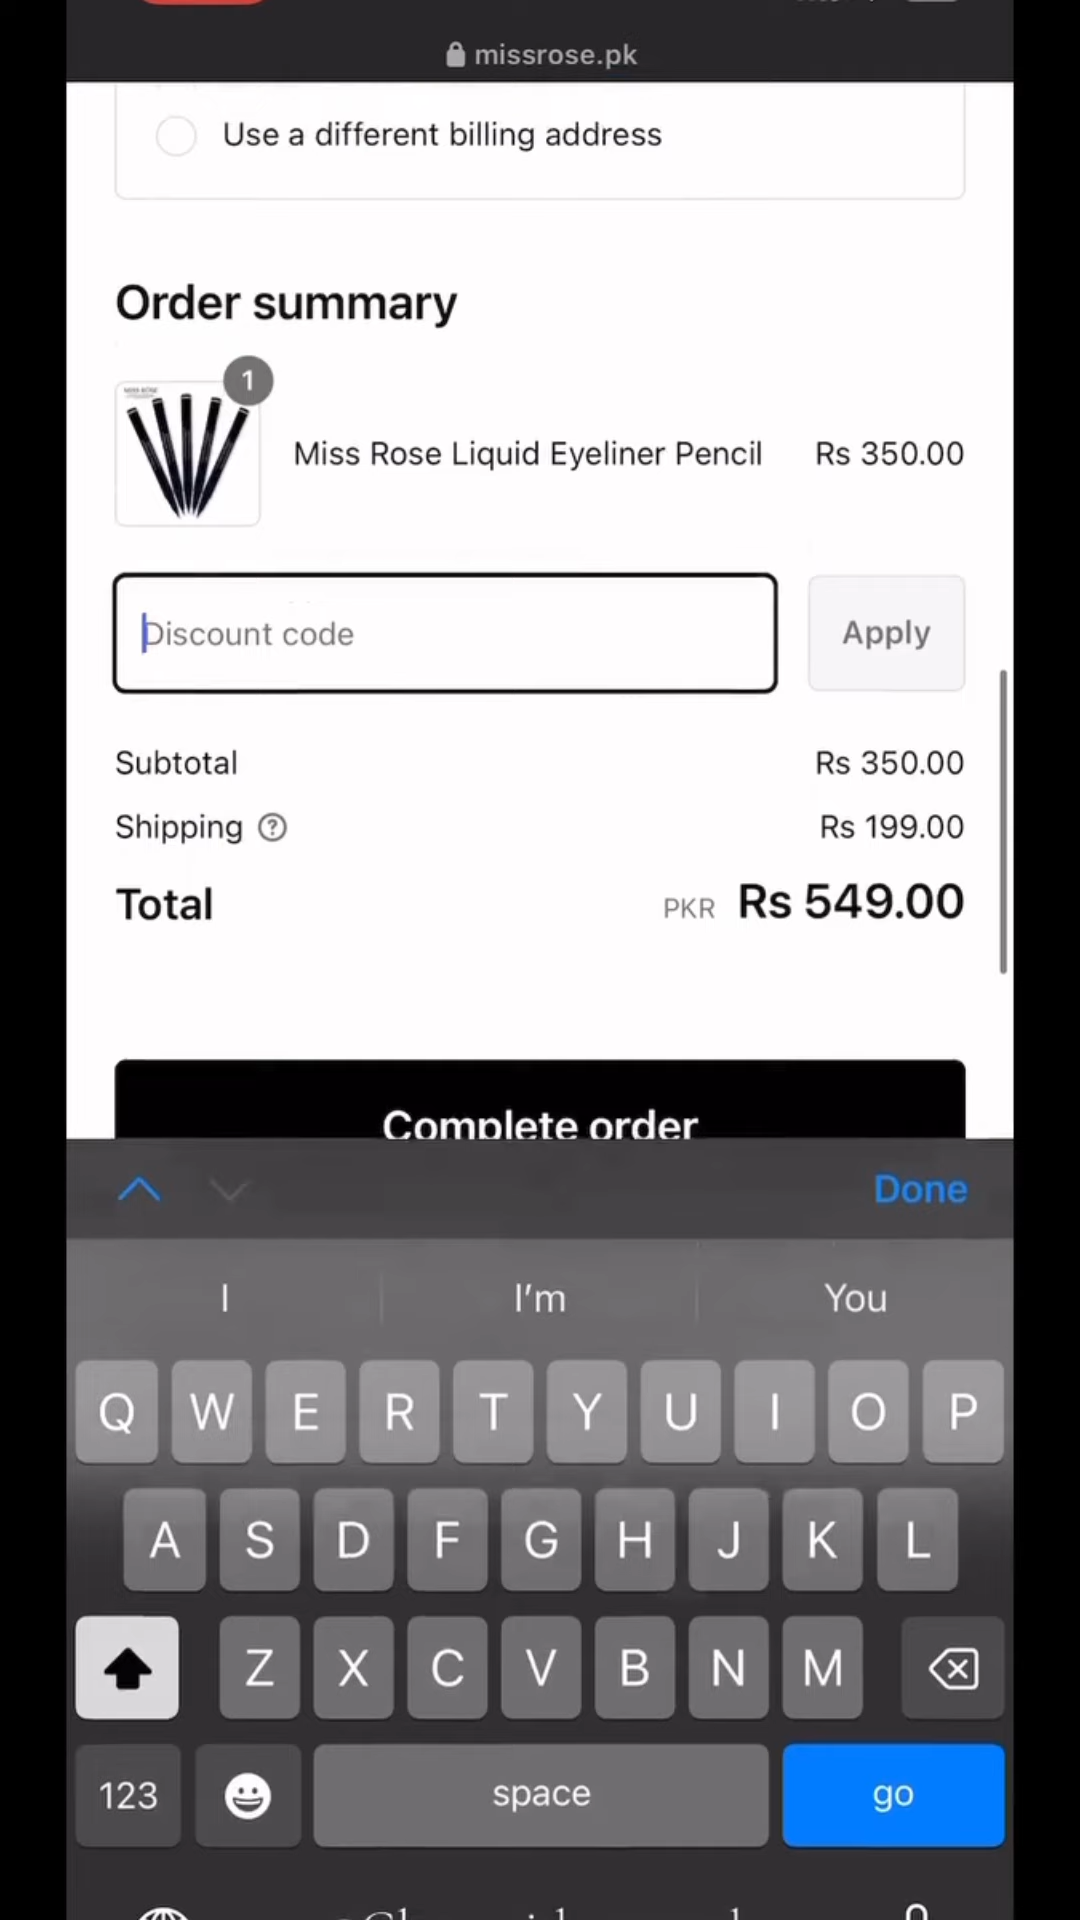 missrose.pk
Use a different billing address
Order summary
1
Miss Rose Liquid Eyeliner Pencil Rs 350.00
Discount code Apply
Subtotal Rs 350.00
Shipping ? Rs 199.00
Total PKR Rs 549.00
Complete order
Done
I I'm You
Q W E R T Y U I O P
A S D F G H J K L
Z X C V B N M
123 space go